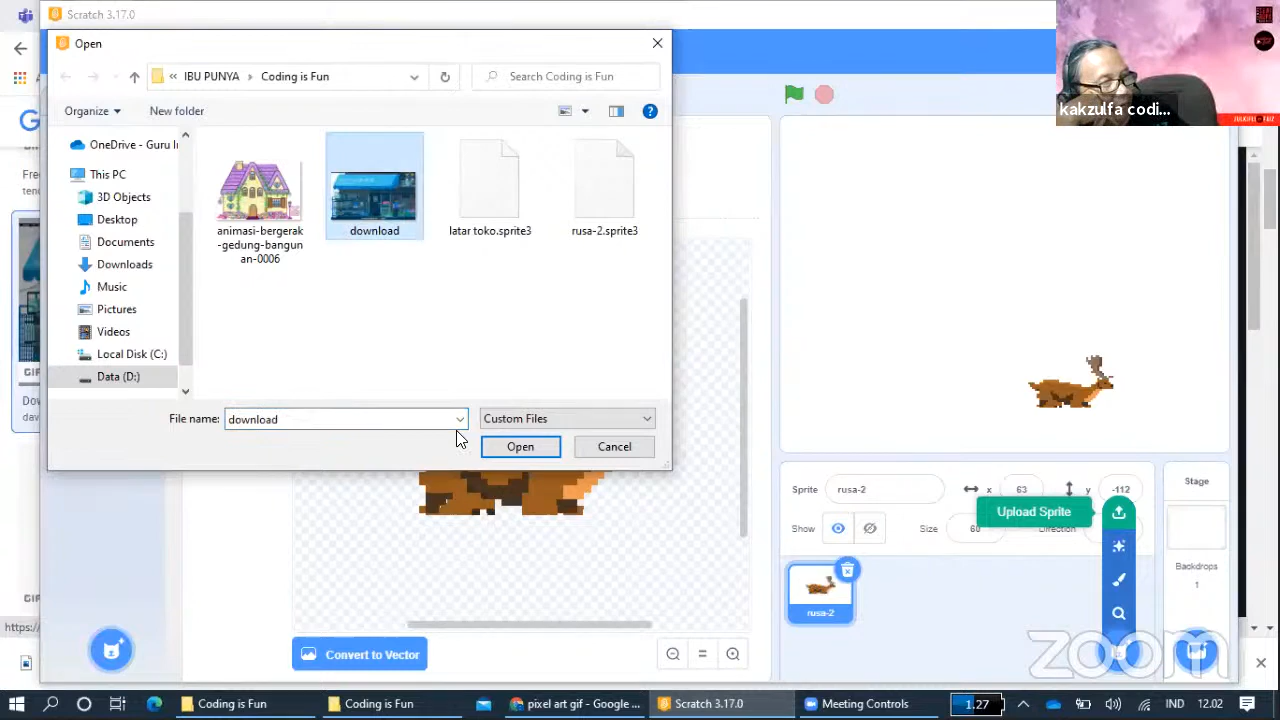 Scratch 3.17.0
Open
IBU PUNYA
Coding is Fun
Search Coding is Fun
Organize
New folder
kakzulfa codi...
OneDrive - Guru In
This PC
3D Objects
Desktop
Documents
Downloads
Music
Pictures
Videos
Local Disk (C:)
Data (D:)
animasi-bergerak
-gedung-bangun
an-0006
download
latar toko.sprite3
rusa-2.sprite3
File name:
download
Custom Files
Open
Cancel
Sprite
rusa-2
x
63
y
-112
Upload Sprite
Show
Size
60
Direction
Stage
Backdrops
1
rusa-2
Convert to Vector
zoom
https:/
Coding is Fun
Coding is Fun
pixel art gif - Google ...
Scratch 3.17.0
Meeting Controls
1.27
IND
12.02